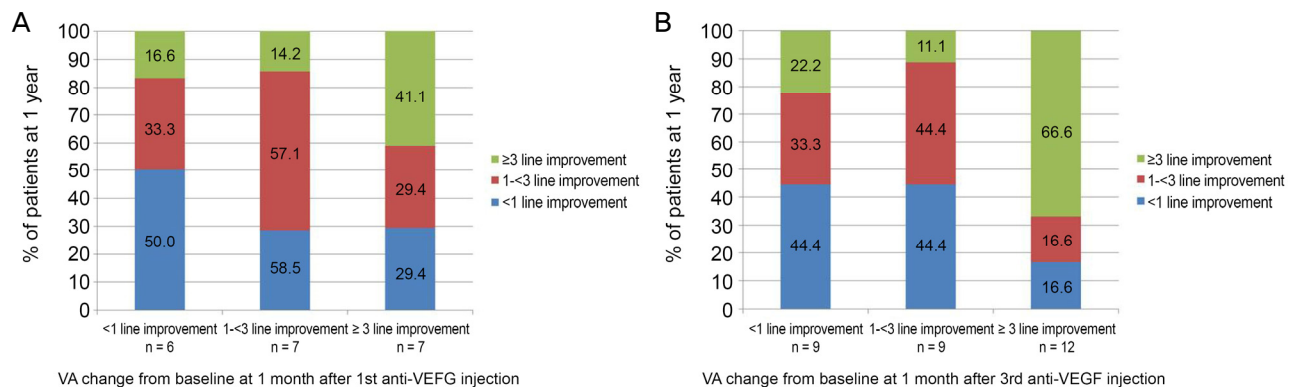 A
% of patients at 1 year
100
90
80
70
60
50
40
30
20
10
0
16.6
33.3
50.0
14.2
57.1
58.5
41.1
29.4
29.4
≥3 line improvement
1-<3 line improvement
<1 line improvement
<1 line improvement 1-<3 line improvement ≥ 3 line improvement
n = 6 n = 7 n = 7
VA change from baseline at 1 month after 1st anti-VEFG injection
B
% of patients at 1 year
100
90
80
70
60
50
40
30
20
10
0
22.2
33.3
44.4
11.1
44.4
44.4
66.6
16.6
16.6
≥3 line improvement
1-<3 line improvement
<1 line improvement
<1 line improvement 1-<3 line improvement ≥ 3 line improvement
n = 9 n = 9 n = 12
VA change from baseline at 1 month after 3rd anti-VEGF injection